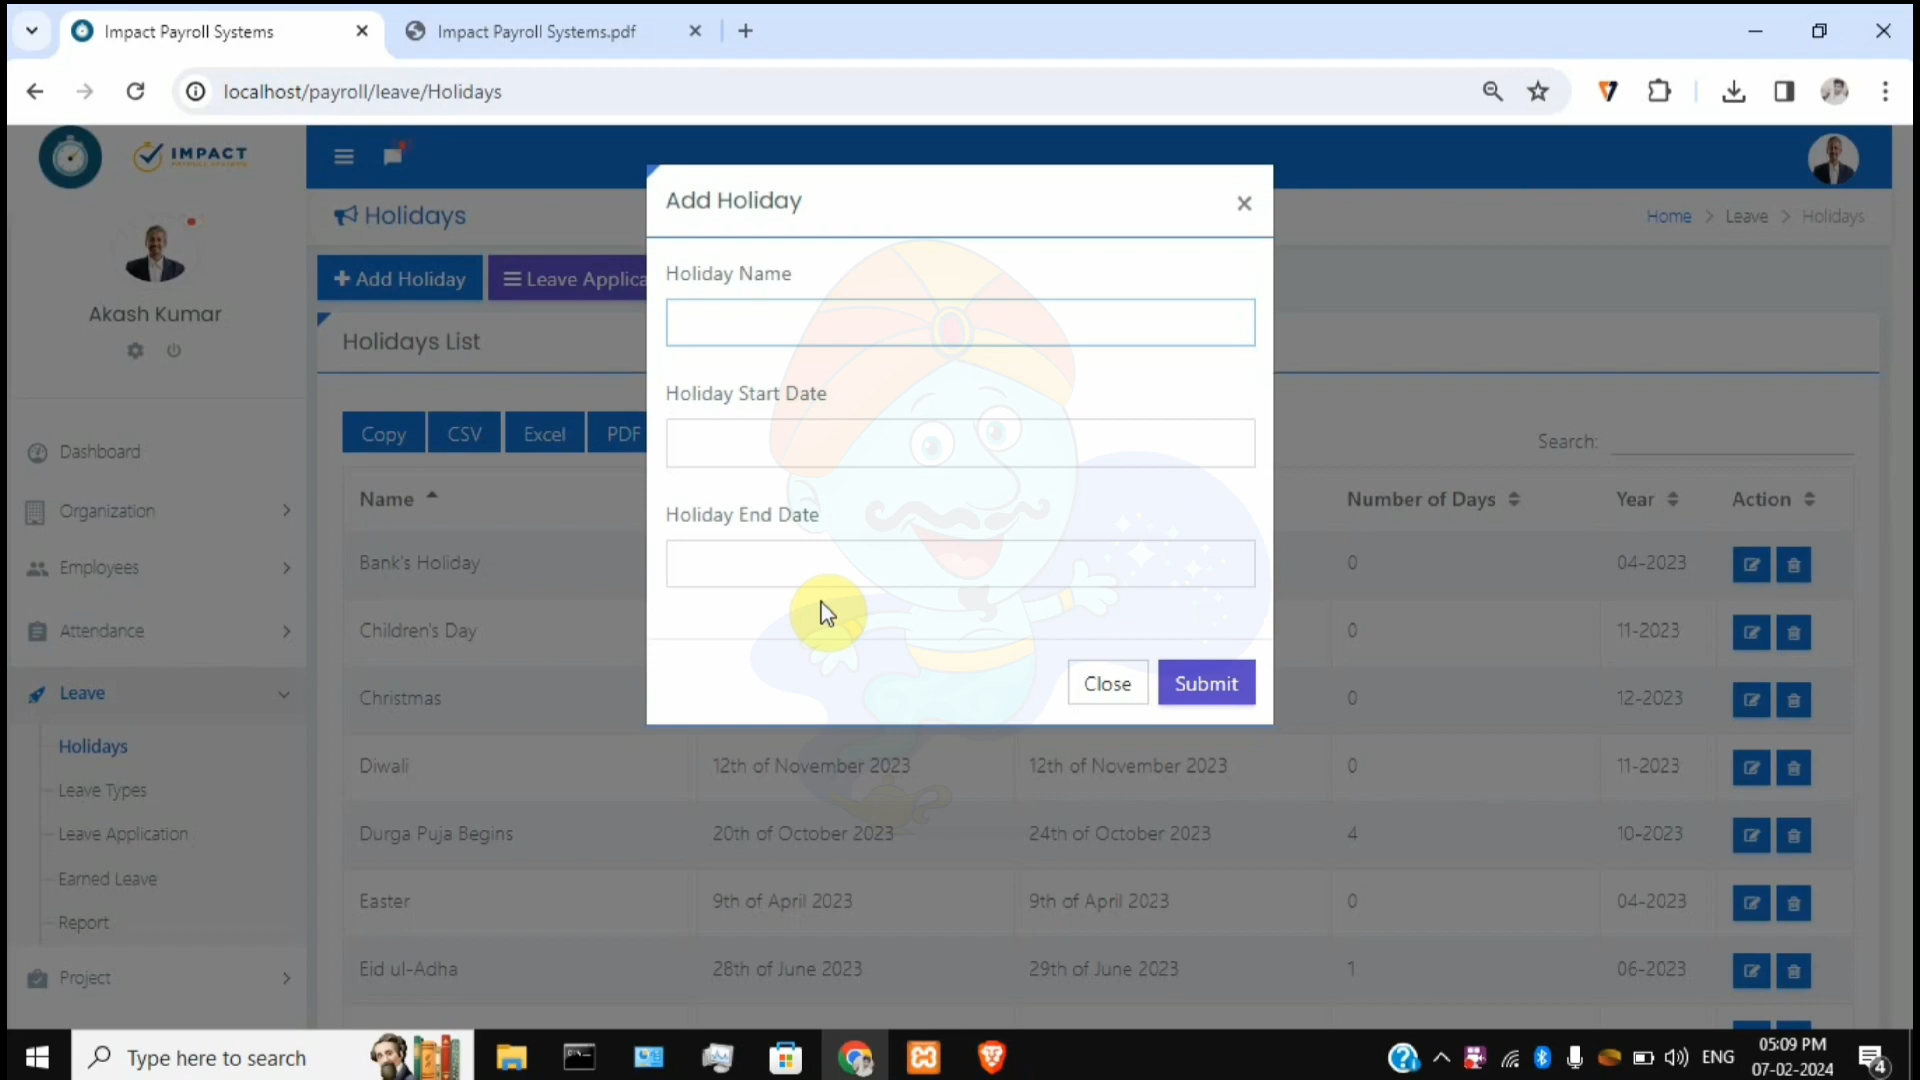 Impact Payroll Systems
Impact Payroll Systems.pdf
localhost/payroll/leave/Holidays
IMPACT
Add Holiday
Holidays
Home > Leave > Holidays
Holiday Name
Add Holiday
Leave Applica
Akash Kumar
Holidays List
Holiday Start Date
Copy
CSV
Excel
PDF
Search:
Dashboard
Name
Number of Days
Year
Action
Organization
Holiday End Date
Bank's Holiday
0
04-2023
Employees
Children's Day
0
11-2023
Attendance
Close
Submit
Leave
Christmas
0
12-2023
Holidays
Diwali
12th of November 2023
12th of November 2023
0
11-2023
Leave Types
Leave Application
Durga Puja Begins
20th of October 2023
24th of October 2023
4
10-2023
Earned Leave
Easter
9th of April 2023
9th of April 2023
0
04-2023
Report
Eid ul-Adha
28th of June 2023
29th of June 2023
1
06-2023
Project
Type here to search
ENG
05:09 PM
07-02-2024
4